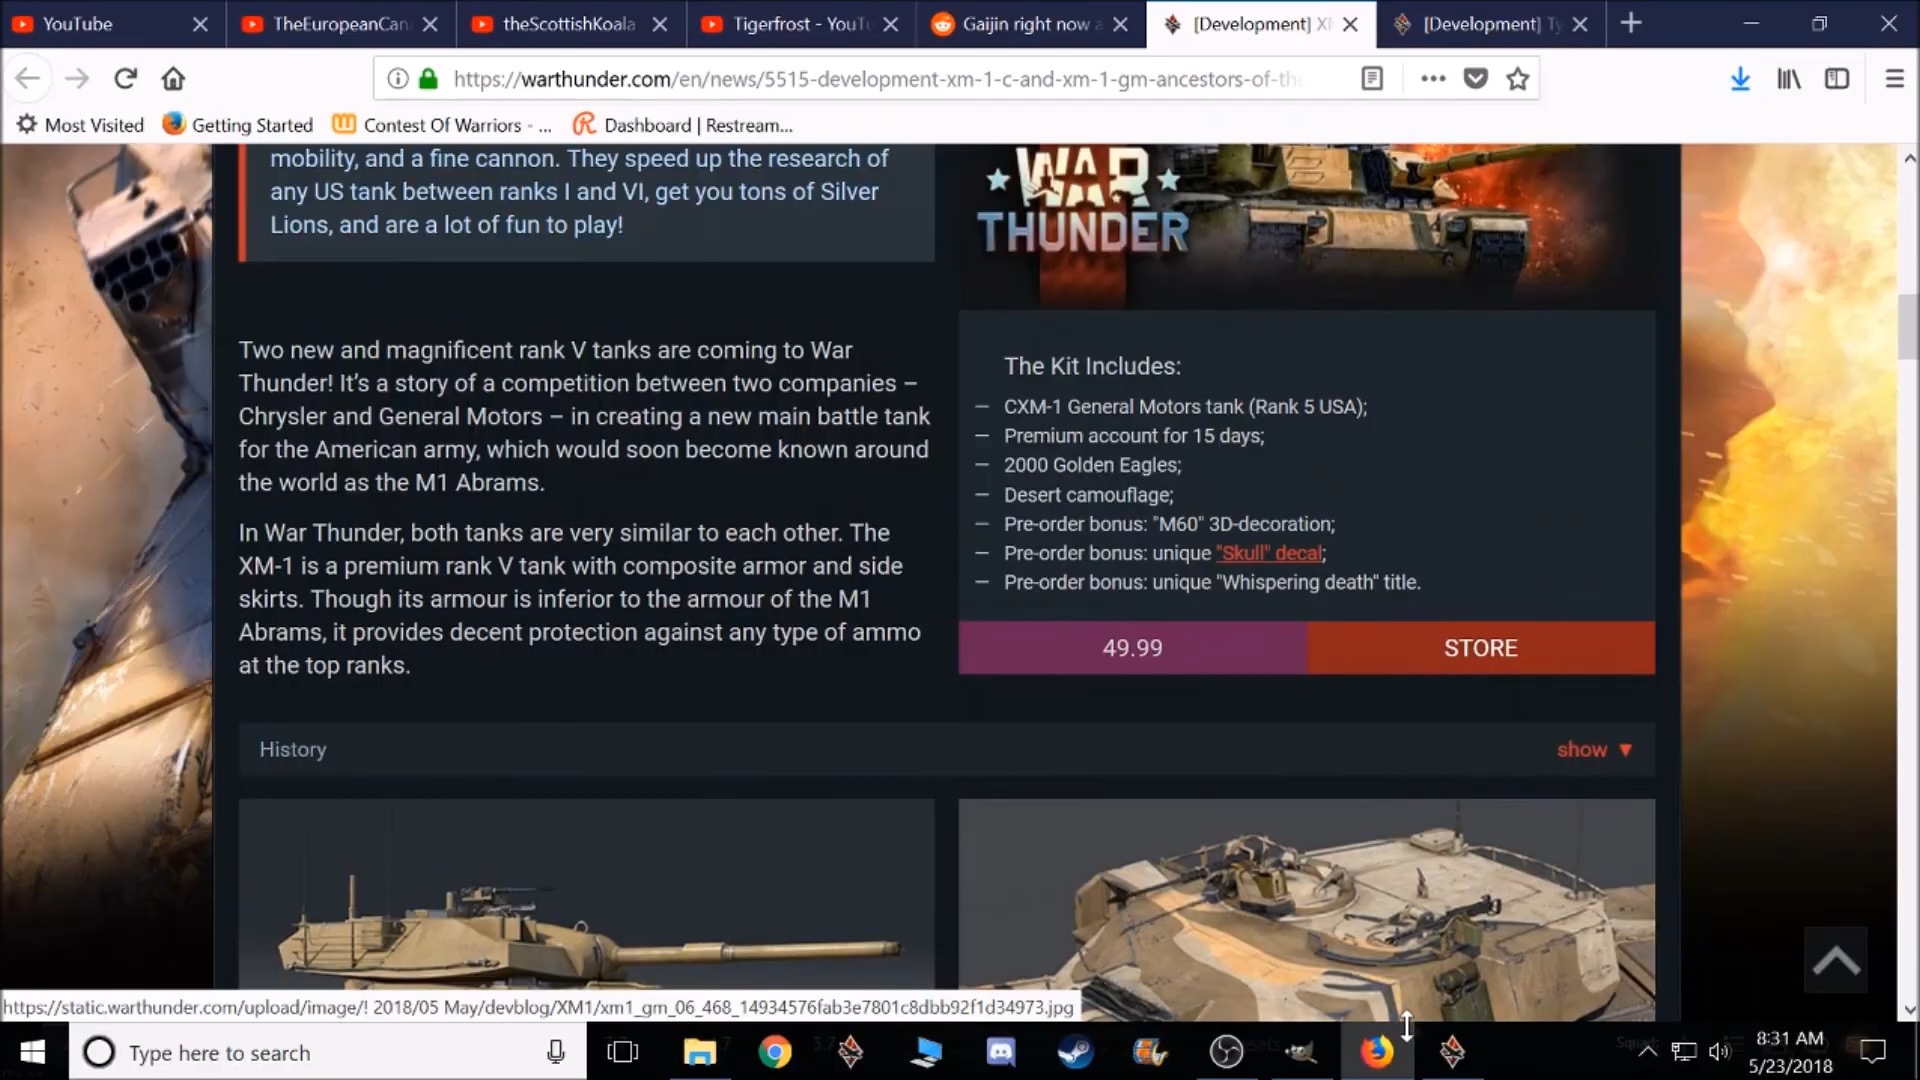 YouTube
TheEuropeanCan
theScottishKoala
Tigerfrost - YouTu
Gaijin right now a
[Development] XM
[Development] Ty
https://warthunder.com/en/news/5515-development-xm-1-c-and-xm-1-gm-ancestors-of-the
Most Visited
Getting Started
Contest Of Warriors - ...
Dashboard | Restream...
mobility, and a fine cannon. They speed up the research of
any US tank between ranks I and VI, get you tons of Silver
Lions, and are a lot of fun to play!
WAR
THUNDER
Two new and magnificent rank V tanks are coming to War
Thunder! It’s a story of a competition between two companies –
Chrysler and General Motors – in creating a new main battle tank
for the American army, which would soon become known around
the world as the M1 Abrams.
In War Thunder, both tanks are very similar to each other. The
XM-1 is a premium rank V tank with composite armor and side
skirts. Though its armour is inferior to the armour of the M1
Abrams, it provides decent protection against any type of ammo
at the top ranks.
The Kit Includes:
— CXM-1 General Motors tank (Rank 5 USA);
— Premium account for 15 days;
— 2000 Golden Eagles;
— Desert camouflage;
— Pre-order bonus: "M60" 3D-decoration;
— Pre-order bonus: unique "Skull" decal;
— Pre-order bonus: unique "Whispering death" title.
49.99
STORE
History
show ▼
https://static.warthunder.com/upload/image/! 2018/05 May/devblog/XM1/xm1_gm_06_468_14934576fab3e7801c8dbb92f1d34973.jpg
Type here to search
8:31 AM
5/23/2018